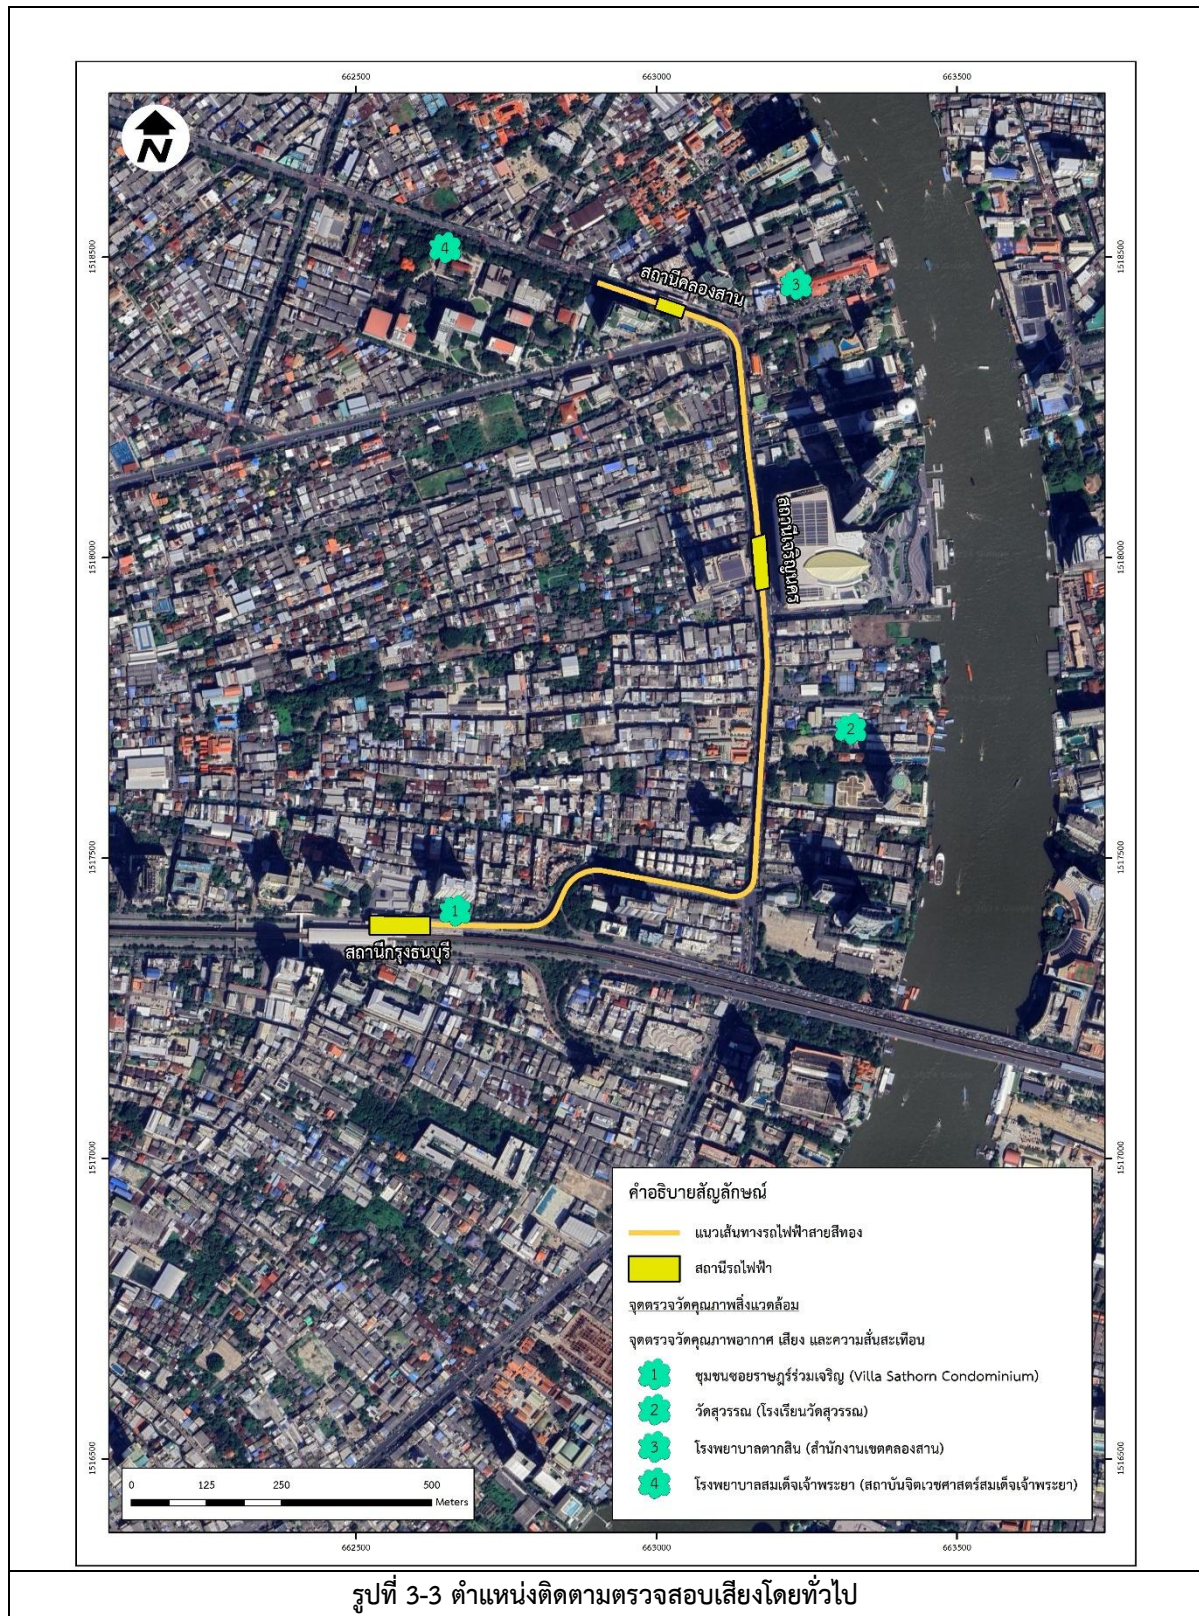 662500 663000 663500
N
1518500 1518500
4
สถานีคลองสาน
3
1518000 1518000
สถานีเจริญนคร
2
1517500 1517500
1
สถานีกรุงธนบุรี
1517000 1517000
คำอธิบายสัญลักษณ์
แนวเส้นทางรถไฟฟ้าสายสีทอง
สถานีรถไฟฟ้า
จุดตรวจวัดคุณภาพสิ่งแวดล้อม
จุดตรวจวัดคุณภาพอากาศ เสียง และความสั่นสะเทือน
1 ชุมชนซอยราษฎร์ร่วมเจริญ (Villa Sathorn Condominium)
2 วัดสุวรรณ (โรงเรียนวัดสุวรรณ)
3 โรงพยาบาลตากสิน (สำนักงานเขตคลองสาน)
4 โรงพยาบาลสมเด็จเจ้าพระยา (สถาบันจิตเวชศาสตร์สมเด็จเจ้าพระยา)
1516500 1516500
0 125 250 500
Meters
662500 663000 663500
รูปที่ 3-3 ตำแหน่งติดตามตรวจสอบเสียงโดยทั่วไป